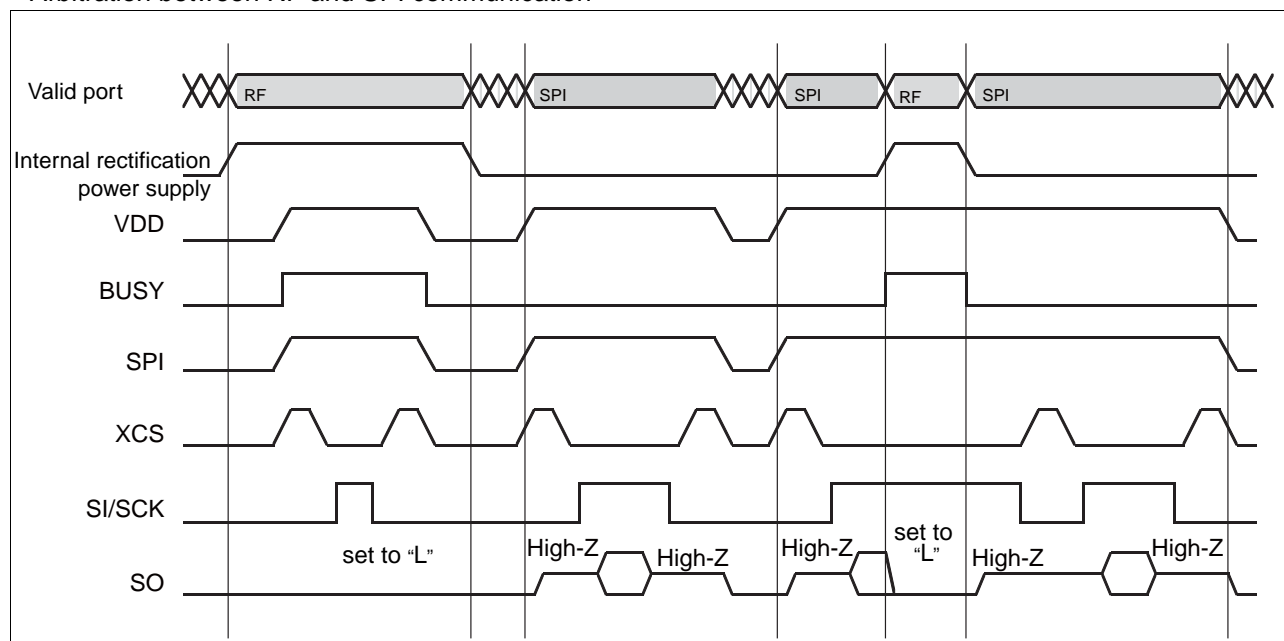 Arbitration between RF and SPI communication
Valid port
RF
SPI
SPI
RF
SPI
Internal rectification
power supply
VDD
BUSY
SPI
XCS
SI/SCK
set to “L”
High-Z
High-Z
High-Z
set to
“L”
High-Z
High-Z
SO